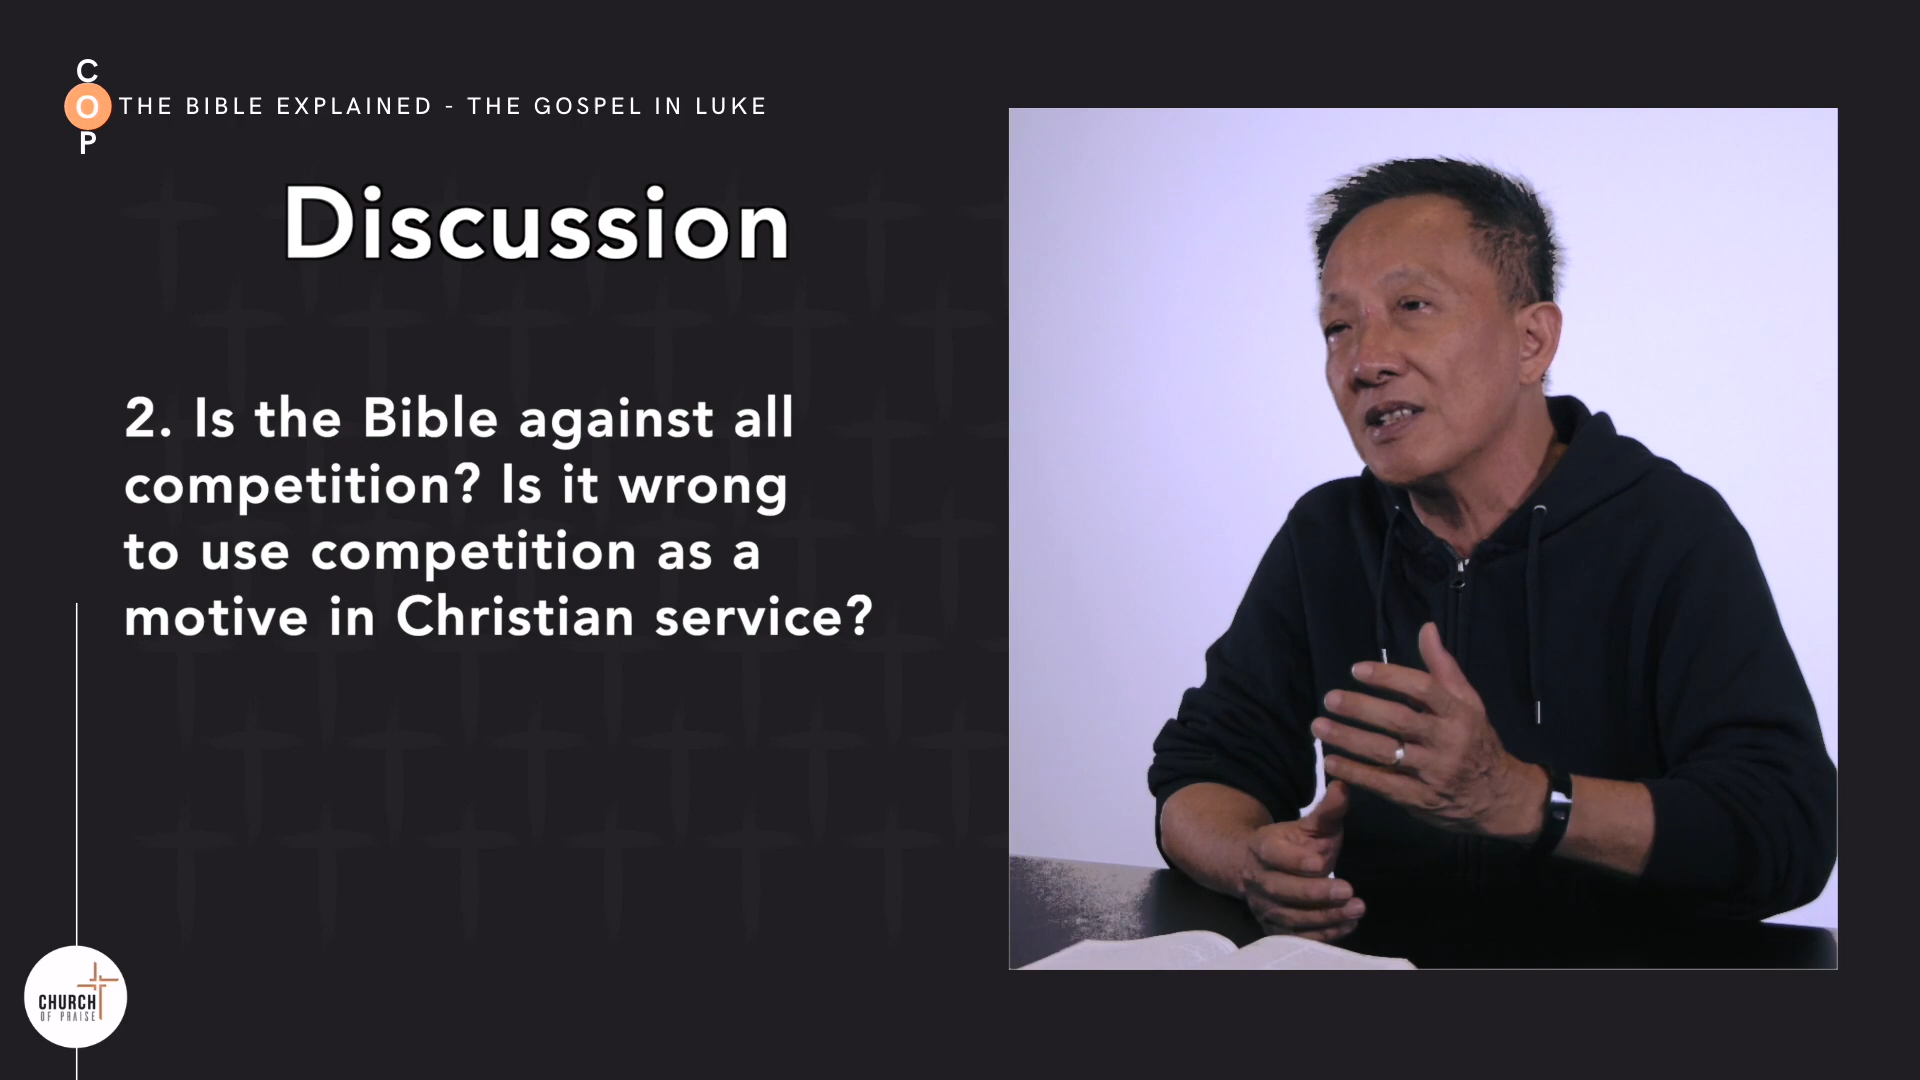 C
O
P
THE BIBLE EXPLAINED - THE GOSPEL IN LUKE
Discussion
2. Is the Bible against all
competition? Is it wrong
to use competition as a
motive in Christian service?
CHURCH
OF PRAISE